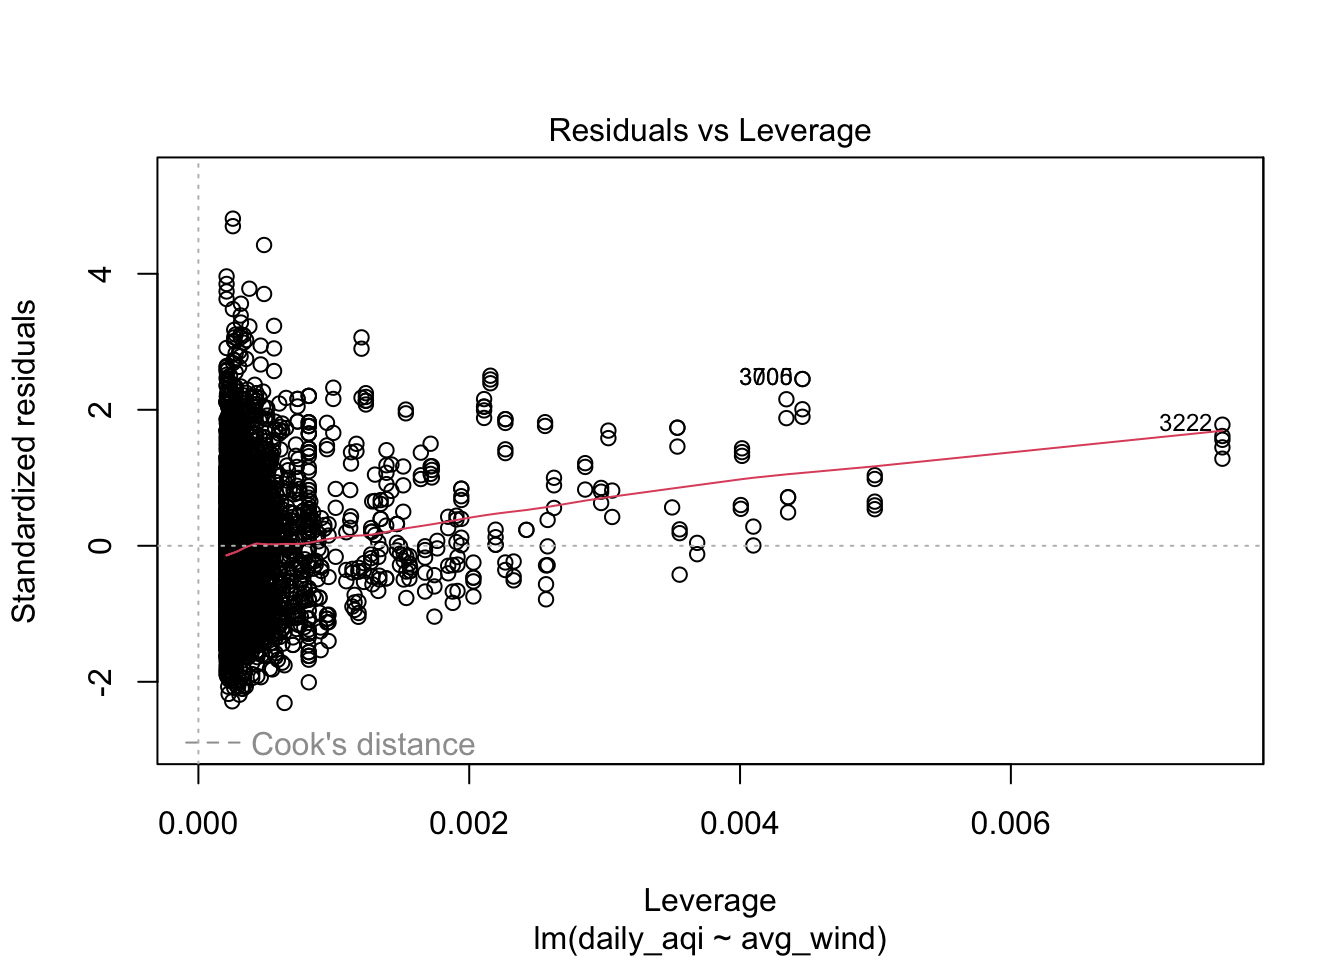 Residuals vs Leverage
Standardized residuals
4
2
0
-2
3222
Cook's distance
0.000 0.002 0.004 0.006
Leverage
lm(daily_aqi ~ avg_wind)